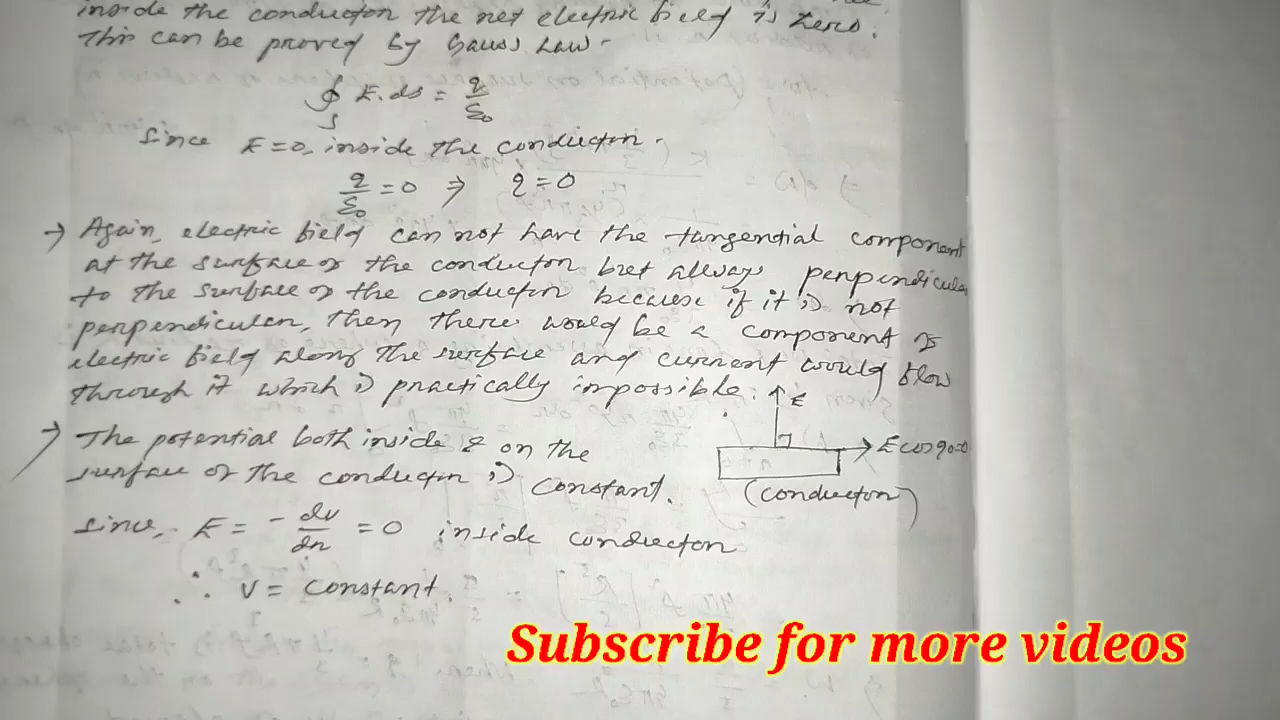 inside the conductor the net electric field is zero.
This can be proved by Gauss Law-
∮ E.ds = q/ε0
S
Since E=0, inside the conductor.
q/ε0 = 0 ⇒ q=0
→ Again, electric field can not have the tangential component
at the surface of the conductor but always perpendicular
to the surface of the conductor because if it is not
perpendicular, then there would be a component of
electric field along the surface and current would flow
through it which is practically impossible.
E
E cos90=0
(conductor)
→ The potential both inside & on the
surface of the conductor is constant.
since, E = -dv/dr = 0 inside conductor
∴ V = constant.
Subscribe for more videos